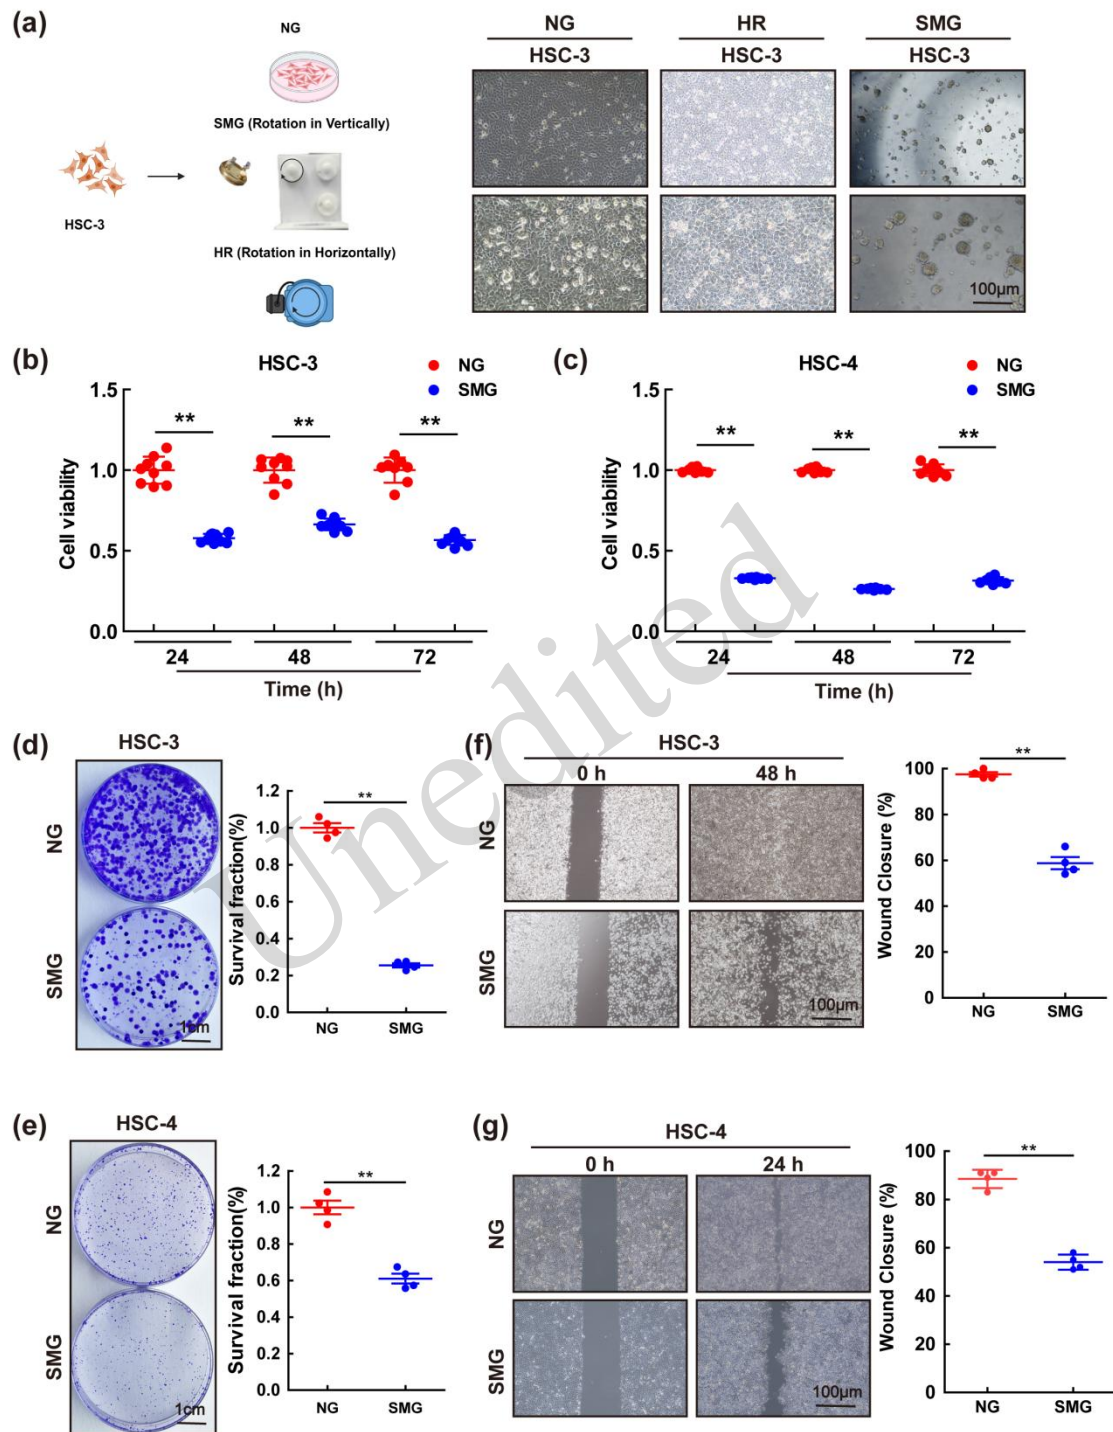 (a)
NG
SMG (Rotation in Vertically)
HSC-3
HR (Rotation in Horizontally)
NG HR SMG
HSC-3 HSC-3 HSC-3
100μm
(b)
HSC-3
NG
SMG
Cell viability
1.5
1.0
0.5
0.0
** ** **
24 48 72
Time (h)
(c)
HSC-4
NG
SMG
Cell viability
1.5
1.0
0.5
0.0
** ** **
24 48 72
Time (h)
Unedited
(d)
HSC-3
NG
SMG
1cm
Survival fraction(%)
1.2
1.0
0.8
0.6
0.4
0.2
0.0
**
NG SMG
(f)
HSC-3
0 h 48 h
NG
SMG
100μm
Wound Closure (%)
100
80
60
40
20
0
**
NG SMG
(e)
HSC-4
NG
SMG
1cm
Survival fraction(%)
1.2
1.0
0.8
0.6
0.4
0.2
0.0
**
NG SMG
(g)
HSC-4
0 h 24 h
NG
SMG
100μm
Wound Closure (%)
100
80
60
40
20
0
**
NG SMG